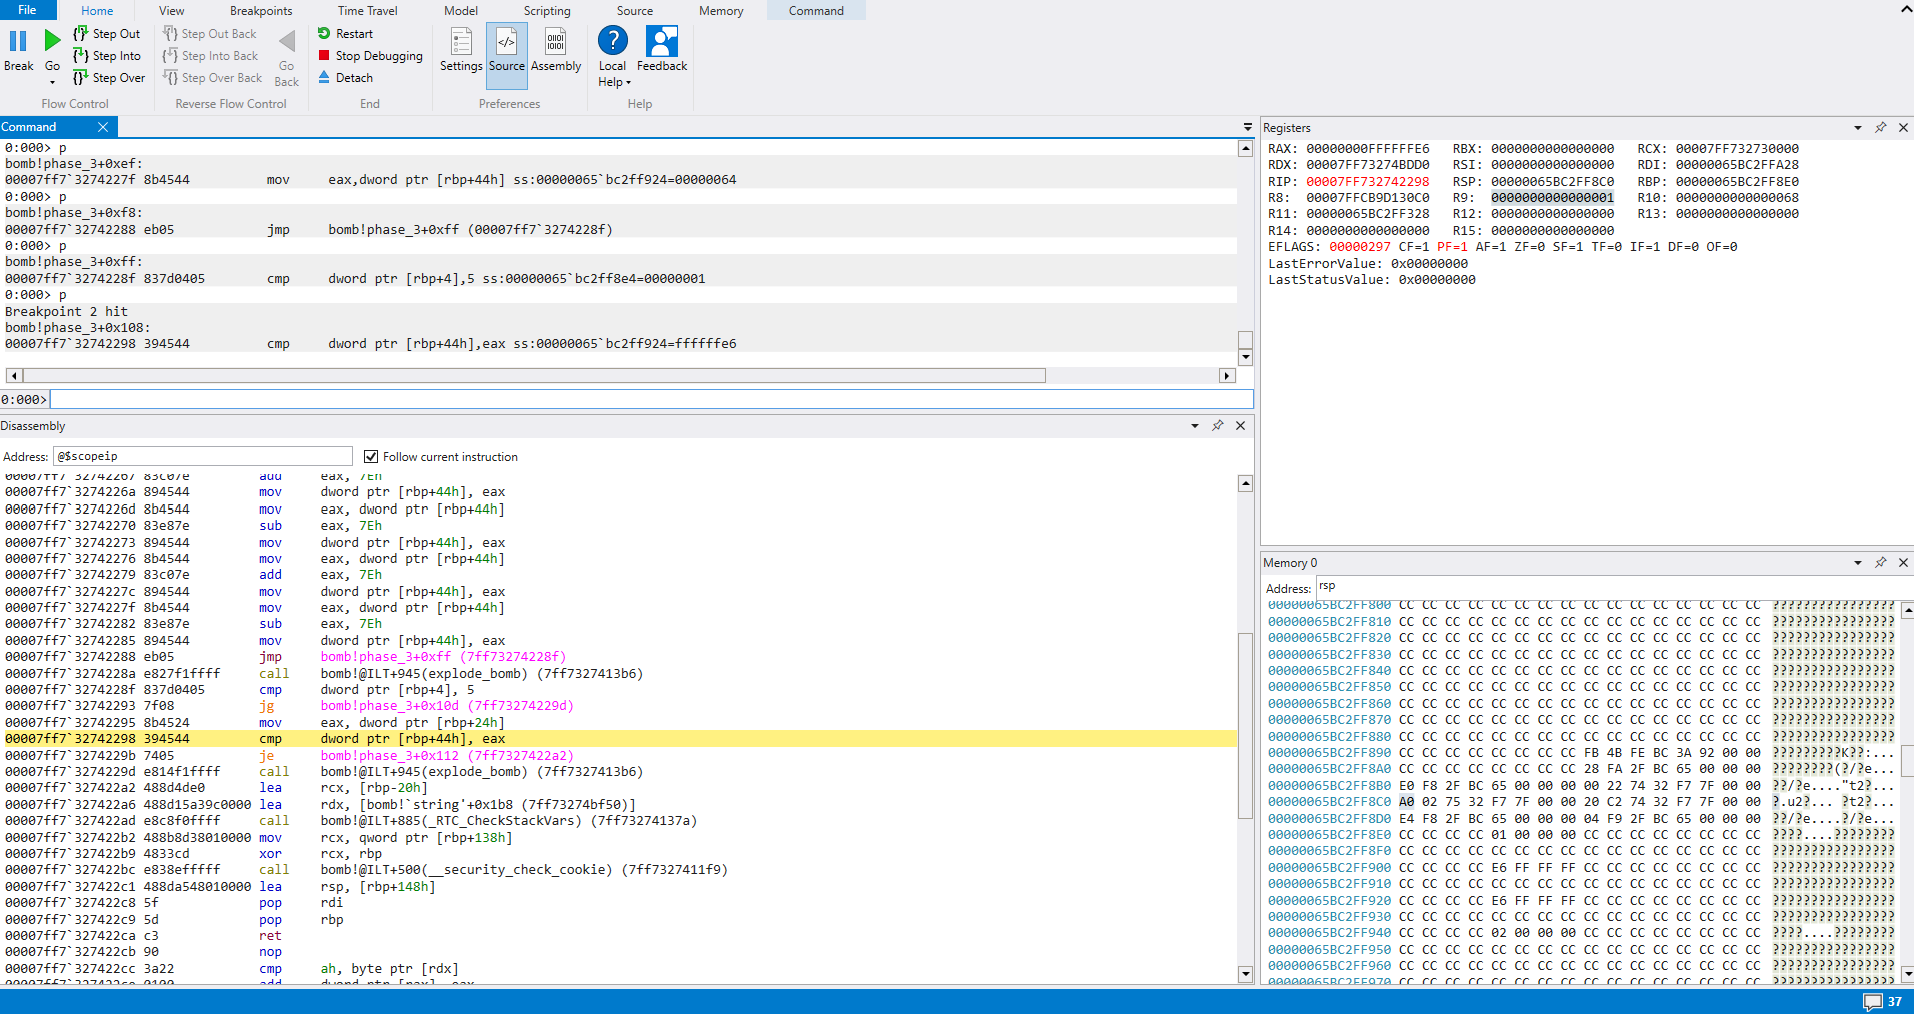 File Home View Breakpoints Time Travel Model Scripting Source Memory Command
Break
Go
Step Out
Step Into
Step Over
Flow Control
Step Out Back
Step Into Back
Step Over Back
Go
Back
Reverse Flow Control
Restart
Stop Debugging
Detach
End
Settings
Source
Assembly
Preferences
Local
Help
Feedback
Help
Command
0:000> p
bomb!phase_3+0xef:
00007ff7`3274227f 8b4544 mov eax,dword ptr [rbp+44h] ss:00000065`bc2ff924=00000064
0:000> p
bomb!phase_3+0xf8:
00007ff7`32742288 eb05 jmp bomb!phase_3+0xff (00007ff7`3274228f)
0:000> p
bomb!phase_3+0xff:
00007ff7`3274228f 837d0405 cmp dword ptr [rbp+4],5 ss:00000065`bc2ff8e4=00000001
0:000> p
Breakpoint 2 hit
bomb!phase_3+0x108:
00007ff7`32742298 394544 cmp dword ptr [rbp+44h],eax ss:00000065`bc2ff924=ffffffe6
0:000>
Disassembly
Address: @$scopeip
Follow current instruction
00007ff7`32742267 83c07e add eax, 7Eh
00007ff7`3274226a 894544 mov dword ptr [rbp+44h], eax
00007ff7`3274226d 8b4544 mov eax, dword ptr [rbp+44h]
00007ff7`32742270 83e87e sub eax, 7Eh
00007ff7`32742273 894544 mov dword ptr [rbp+44h], eax
00007ff7`32742276 8b4544 mov eax, dword ptr [rbp+44h]
00007ff7`32742279 83c07e add eax, 7Eh
00007ff7`3274227c 894544 mov dword ptr [rbp+44h], eax
00007ff7`3274227f 8b4544 mov eax, dword ptr [rbp+44h]
00007ff7`32742282 83e87e sub eax, 7Eh
00007ff7`32742285 894544 mov dword ptr [rbp+44h], eax
00007ff7`32742288 eb05 jmp bomb!phase_3+0xff (7ff73274228f)
00007ff7`3274228a e827f1ffff call bomb!@ILT+945(explode_bomb) (7ff7327413b6)
00007ff7`3274228f 837d0405 cmp dword ptr [rbp+4], 5
00007ff7`32742293 7f08 jg bomb!phase_3+0x10d (7ff73274229d)
00007ff7`32742295 8b4524 mov eax, dword ptr [rbp+24h]
00007ff7`32742298 394544 cmp dword ptr [rbp+44h], eax
00007ff7`3274229b 7405 je bomb!phase_3+0x112 (7ff7327422a2)
00007ff7`3274229d e814f1ffff call bomb!@ILT+945(explode_bomb) (7ff7327413b6)
00007ff7`327422a2 488d4de0 lea rcx, [rbp-20h]
00007ff7`327422a6 488d15a39c0000 lea rdx, [bomb!`string'+0x1b8 (7ff73274bf50)]
00007ff7`327422ad e8c8f0ffff call bomb!@ILT+885(_RTC_CheckStackVars) (7ff73274137a)
00007ff7`327422b2 488b8d38010000 mov rcx, qword ptr [rbp+138h]
00007ff7`327422b9 4833cd xor rcx, rbp
00007ff7`327422bc e838efffff call bomb!@ILT+500(__security_check_cookie) (7ff7327411f9)
00007ff7`327422c1 488da548010000 lea rsp, [rbp+148h]
00007ff7`327422c8 5f pop rdi
00007ff7`327422c9 5d pop rbp
00007ff7`327422ca c3 ret
00007ff7`327422cb 90 nop
00007ff7`327422cc 3a22 cmp ah, byte ptr [rdx]
00007ff7`327422ce 0100 add dword ptr [rax], eax
Registers
RAX: 00000000FFFFFFE6 RBX: 0000000000000000 RCX: 00007FF732730000
RDX: 00007FF73274BDD0 RSI: 0000000000000000 RDI: 00000065BC2FFA28
RIP: 00007FF732742298 RSP: 00000065BC2FF8C0 RBP: 00000065BC2FF8E0
R8: 00007FFCB9D130C0 R9: 0000000000000001 R10: 0000000000000068
R11: 00000065BC2FF328 R12: 0000000000000000 R13: 0000000000000000
R14: 0000000000000000 R15: 0000000000000000
EFLAGS: 00000297 CF=1 PF=1 AF=1 ZF=0 SF=1 TF=0 IF=1 DF=0 OF=0
LastErrorValue: 0x00000000
LastStatusValue: 0x00000000
Memory 0
Address: rsp
00000065BC2FF800 CC CC CC CC CC CC CC CC CC CC CC CC CC CC CC CC ????????????????
00000065BC2FF810 CC CC CC CC CC CC CC CC CC CC CC CC CC CC CC CC ????????????????
00000065BC2FF820 CC CC CC CC CC CC CC CC CC CC CC CC CC CC CC CC ????????????????
00000065BC2FF830 CC CC CC CC CC CC CC CC CC CC CC CC CC CC CC CC ????????????????
00000065BC2FF840 CC CC CC CC CC CC CC CC CC CC CC CC CC CC CC CC ????????????????
00000065BC2FF850 CC CC CC CC CC CC CC CC CC CC CC CC CC CC CC CC ????????????????
00000065BC2FF860 CC CC CC CC CC CC CC CC CC CC CC CC CC CC CC CC ????????????????
00000065BC2FF870 CC CC CC CC CC CC CC CC CC CC CC CC CC CC CC CC ????????????????
00000065BC2FF880 CC CC CC CC CC CC CC CC CC CC CC CC CC CC CC CC ????????????????
00000065BC2FF890 CC CC CC CC CC CC CC CC FB 4B FE BC 3A 92 00 00 ?????????K??:...
00000065BC2FF8A0 CC CC CC CC CC CC CC CC 28 FA 2F BC 65 00 00 00 ????????(?/?e...
00000065BC2FF8B0 E0 F8 2F BC 65 00 00 00 00 22 74 32 F7 7F 00 00 ??/?e...."t2?...
00000065BC2FF8C0 A0 02 75 32 F7 7F 00 00 20 C2 74 32 F7 7F 00 00 ?.u2?... ?t2?...
00000065BC2FF8D0 E4 F8 2F BC 65 00 00 00 04 F9 2F BC 65 00 00 00 ??/?e....?/?e...
00000065BC2FF8E0 CC CC CC CC 01 00 00 00 CC CC CC CC CC CC CC CC ????....????????
00000065BC2FF8F0 CC CC CC CC CC CC CC CC CC CC CC CC CC CC CC CC ????????????????
00000065BC2FF900 CC CC CC CC E6 FF FF FF CC CC CC CC CC CC CC CC ????????????????
00000065BC2FF910 CC CC CC CC CC CC CC CC CC CC CC CC CC CC CC CC ????????????????
00000065BC2FF920 CC CC CC CC E6 FF FF FF CC CC CC CC CC CC CC CC ????????????????
00000065BC2FF930 CC CC CC CC CC CC CC CC CC CC CC CC CC CC CC CC ????????????????
00000065BC2FF940 CC CC CC CC 02 00 00 00 CC CC CC CC CC CC CC CC ????....????????
00000065BC2FF950 CC CC CC CC CC CC CC CC CC CC CC CC CC CC CC CC ????????????????
00000065BC2FF960 CC CC CC CC CC CC CC CC CC CC CC CC CC CC CC CC ????????????????
00000065BC2FF970 CC CC CC CC CC CC CC CC CC CC CC CC CC CC CC CC ????????????????
37